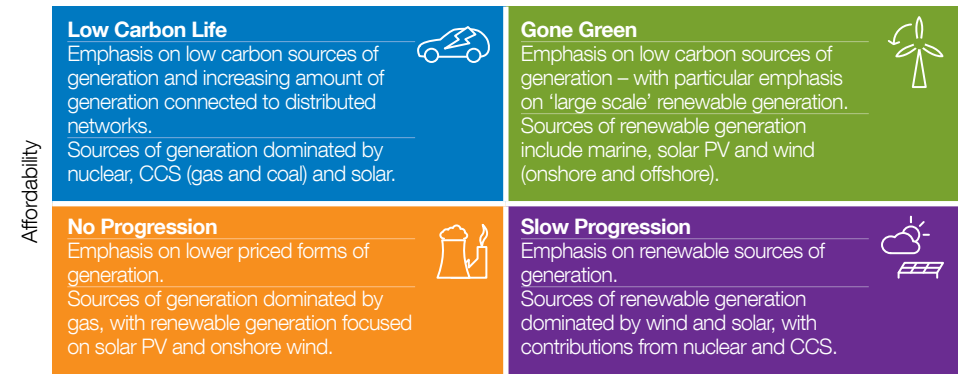 Affordability
Low Carbon Life
Emphasis on low carbon sources of
generation and increasing amount of
generation connected to distributed
networks.
Sources of generation dominated by
nuclear, CCS (gas and coal) and solar.
Gone Green
Emphasis on low carbon sources of
generation – with particular emphasis
on ‘large scale’ renewable generation.
Sources of renewable generation
include marine, solar PV and wind
(onshore and offshore).
No Progression
Emphasis on lower priced forms of
generation.
Sources of generation dominated by
gas, with renewable generation focused
on solar PV and onshore wind.
Slow Progression
Emphasis on renewable sources of
generation.
Sources of renewable generation
dominated by wind and solar, with
contributions from nuclear and CCS.